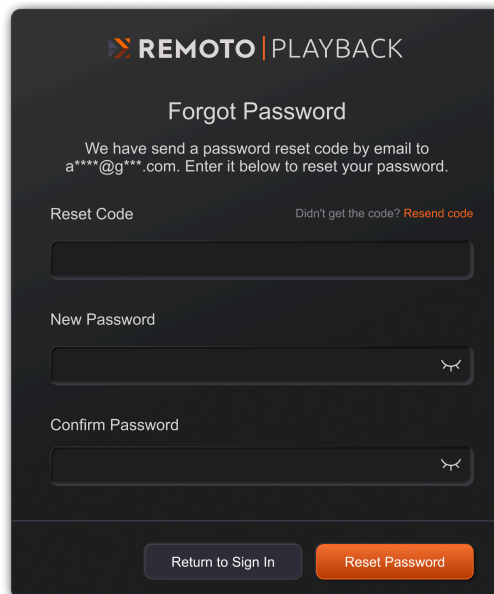 REMOTO|PLAYBACK
Forgot Password
We have send a password reset code by email to
a****@g***.com. Enter it below to reset your password.
Reset Code
Didn't get the code? Resend code
New Password
Confirm Password
Return to Sign In
Reset Password